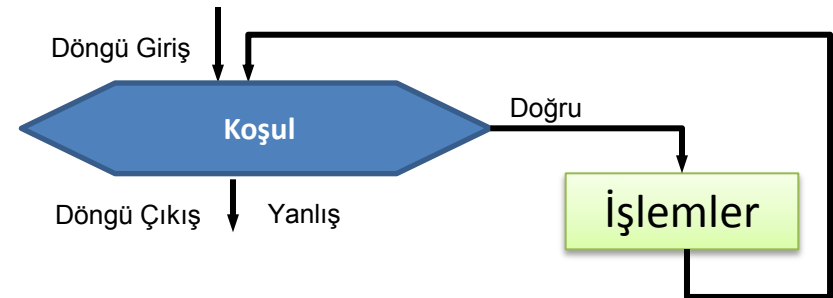 Döngü Giriş
Doğru
Koşul
İşlemler
Döngü Çıkış
Yanlış